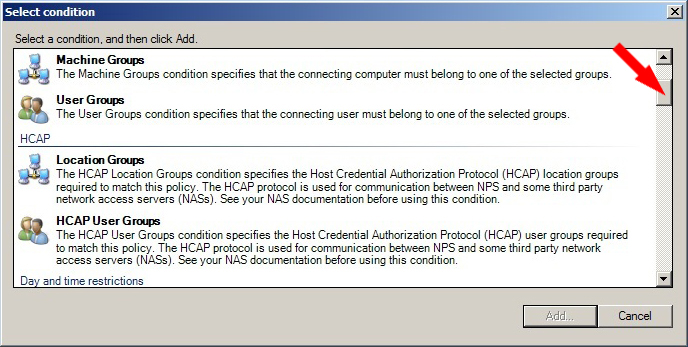 Select condition
Select a condition, and then click Add.
Machine Groups
The Machine Groups condition specifies that the connecting computer must belong to one of the selected groups.
User Groups
The User Groups condition specifies that the connecting user must belong to one of the selected groups.
HCAP
Location Groups
The HCAP Location Groups condition specifies the Host Credential Authorization Protocol (HCAP) location groups
required to match this policy. The HCAP protocol is used for communication between NPS and some third party
network access servers (NASs). See your NAS documentation before using this condition.
HCAP User Groups
The HCAP User Groups condition specifies the Host Credential Authorization Protocol (HCAP) user groups required
to match this policy. The HCAP protocol is used for communication between NPS and some third party network
access servers (NASs). See your NAS documentation before using this condition.
Day and time restrictions
Add...
Cancel